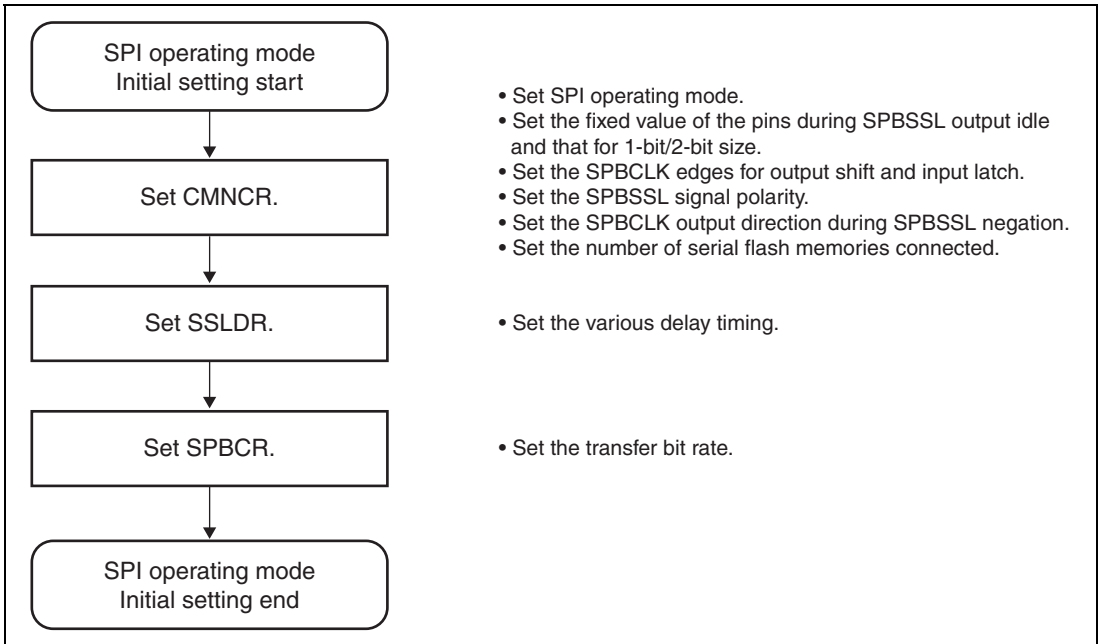 SPI operating mode
Initial setting start
• Set SPI operating mode.
• Set the fixed value of the pins during SPBSSL output idle
and that for 1-bit/2-bit size.
• Set the SPBCLK edges for output shift and input latch.
• Set the SPBSSL signal polarity.
• Set the SPBCLK output direction during SPBSSL negation.
• Set the number of serial flash memories connected.
Set CMNCR.
Set SSLDR.
• Set the various delay timing.
Set SPBCR.
• Set the transfer bit rate.
SPI operating mode
Initial setting end